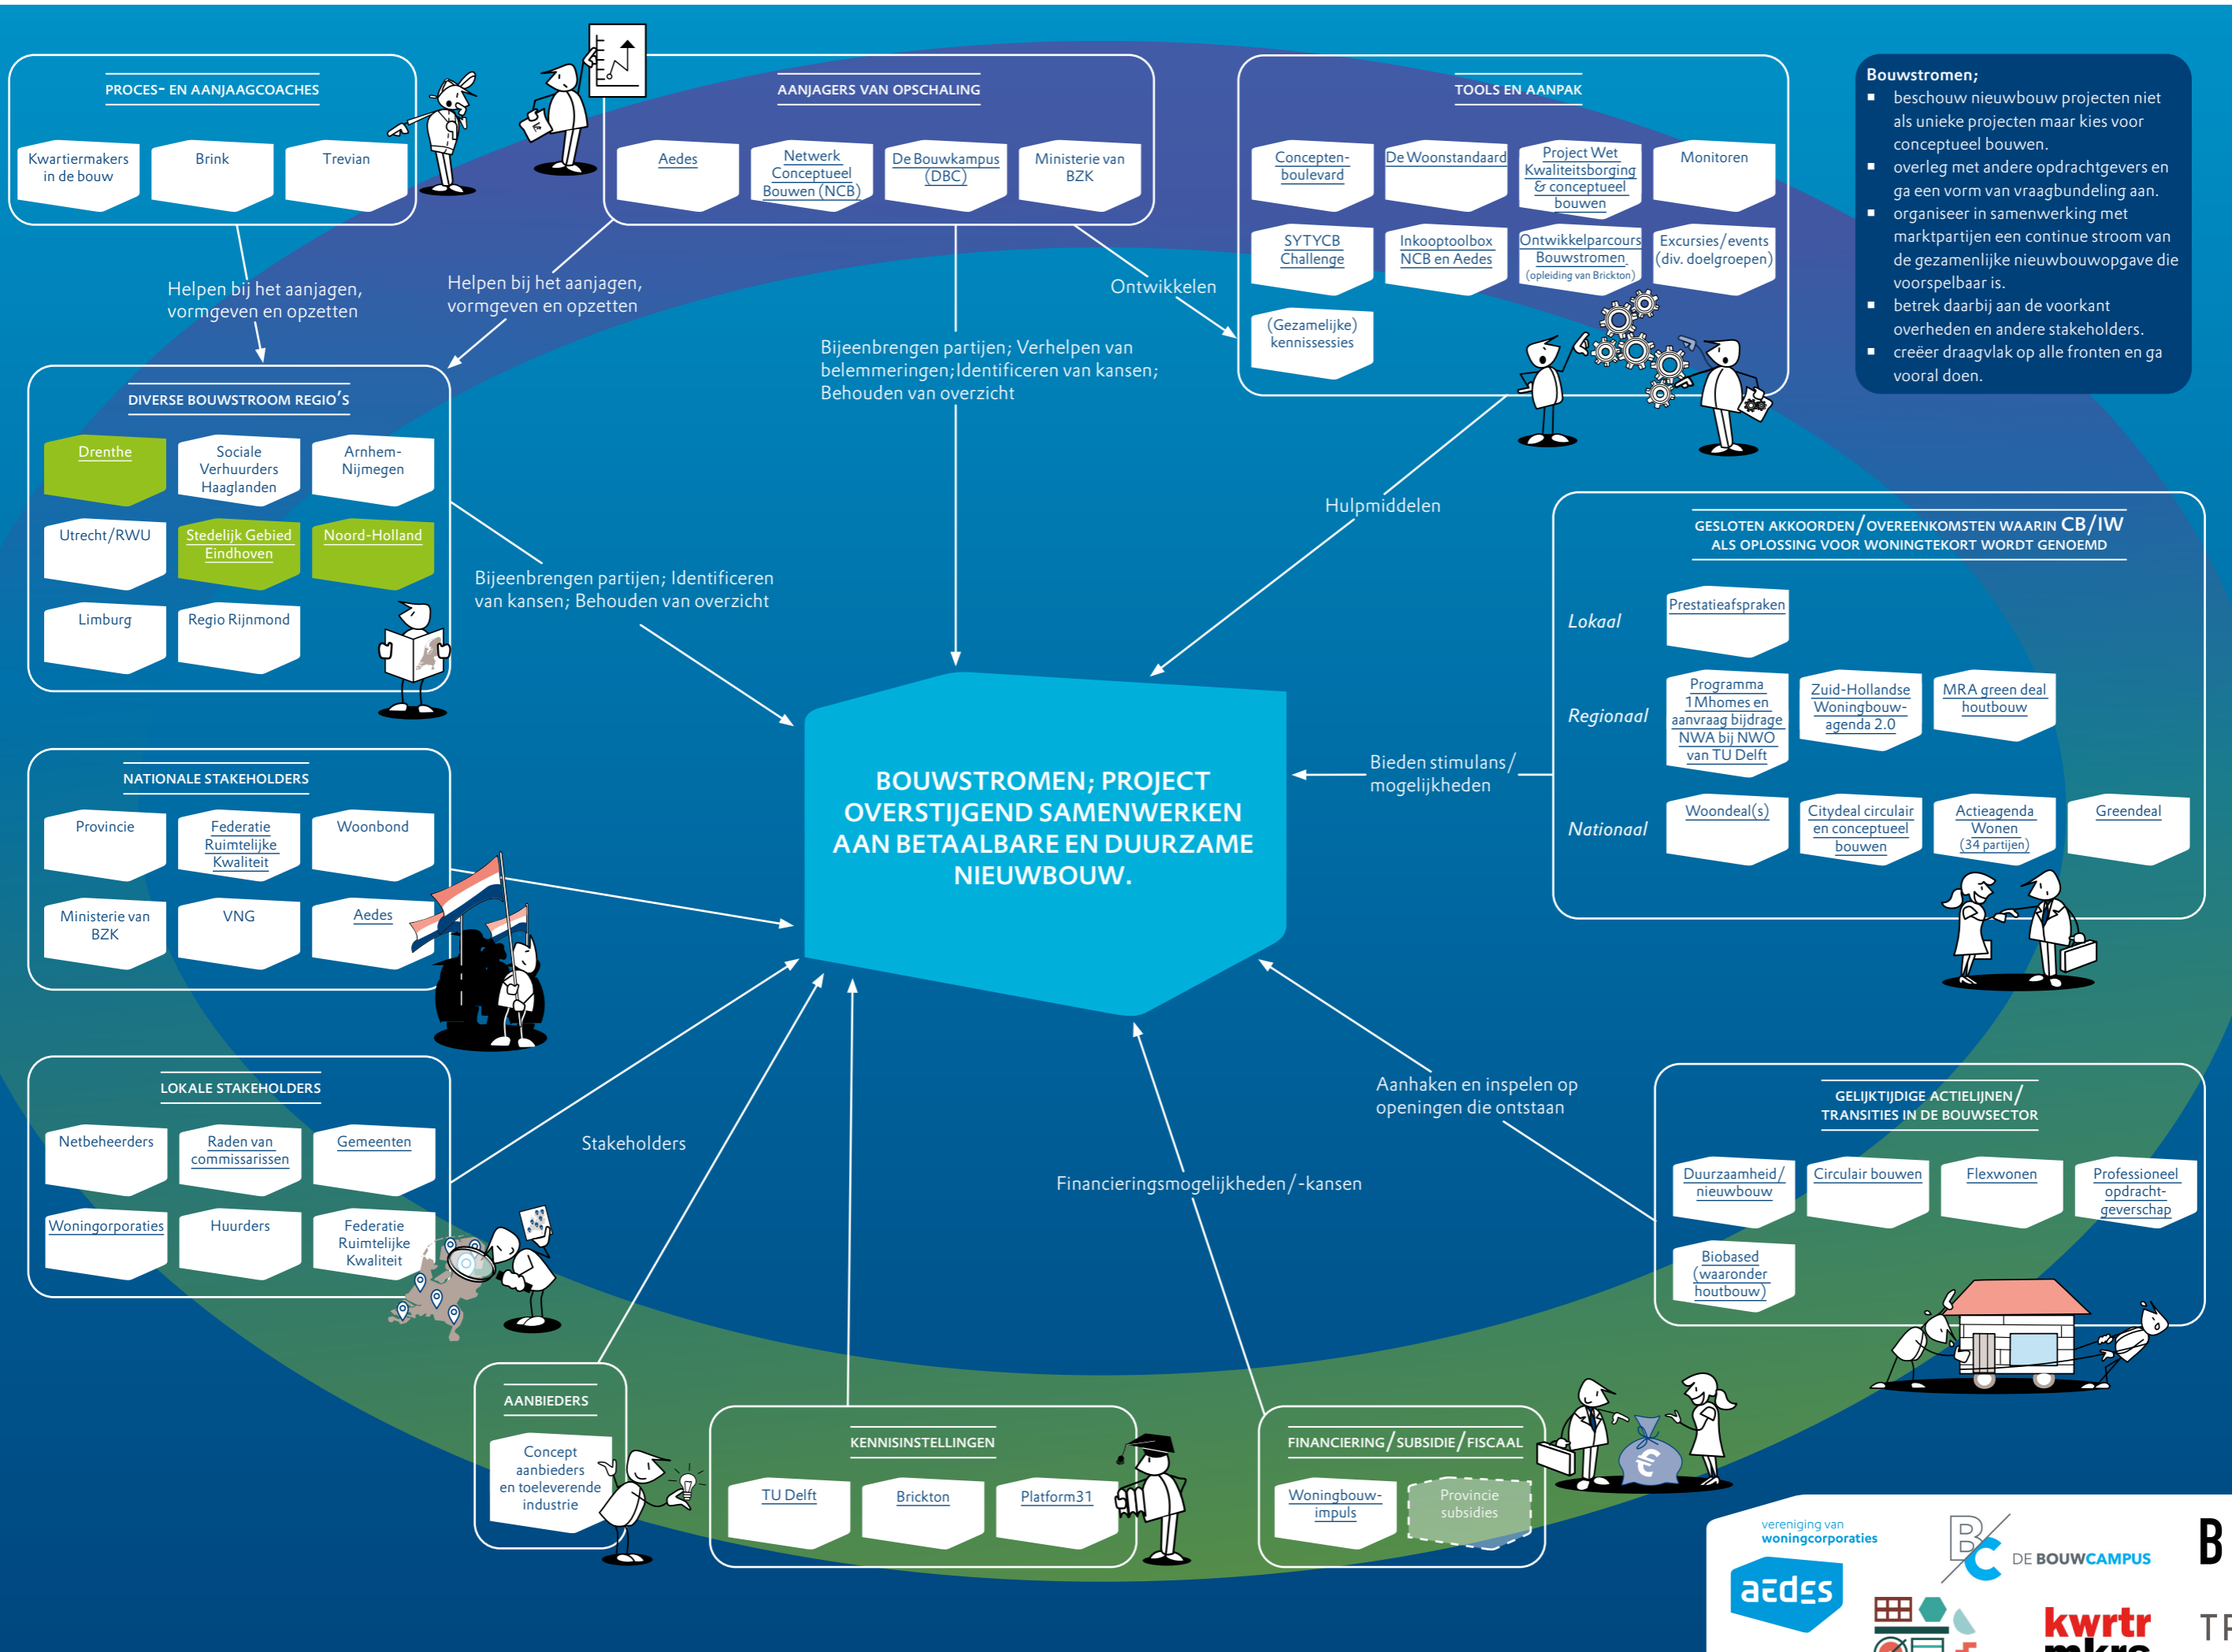 PROCES- EN AANJAAGCOACHES
Kwartiermakers
in de bouw
Brink
Trevian
Helpen bij het aanjagen,
vormgeven en opzetten
AANJAGERS VAN OPSCHALING
Aedes
Netwerk
Conceptueel
Bouwen (NCB)
De Bouwkampus
(DBC)
Ministerie van
BZK
Helpen bij het aanjagen,
vormgeven en opzetten
Bijeenbrengen partijen; Verhelpen van
belemmeringen;Identificeren van kansen;
Behouden van overzicht
Ontwikkelen
TOOLS EN AANPAK
Concepten-
boulevard
De Woonstandaard
Project Wet
Kwaliteitsborging
& conceptueel
bouwen
Monitoren
SYTYCB
Challenge
Inkooptoolbox
NCB en Aedes
Ontwikkelparcours
Bouwstromen
(opleiding van Brickton)
Excursies/events
(div. doelgroepen)
(Gezamelijke)
kennissessies
Hulpmiddelen
Bouwstromen;
▪ beschouw nieuwbouw projecten niet
als unieke projecten maar kies voor
conceptueel bouwen.
▪ overleg met andere opdrachtgevers en
ga een vorm van vraagbundeling aan.
▪ organiseer in samenwerking met
marktpartijen een continue stroom van
de gezamenlijke nieuwbouwopgave die
voorspelbaar is.
▪ betrek daarbij aan de voorkant
overheden en andere stakeholders.
▪ creëer draagvlak op alle fronten en ga
vooral doen.
DIVERSE BOUWSTROOM REGIO'S
Drenthe
Sociale
Verhuurders
Haaglanden
Arnhem-
Nijmegen
Utrecht/RWU
Stedelijk Gebied
Eindhoven
Noord-Holland
Limburg
Regio Rijnmond
Bijeenbrengen partijen; Identificeren
van kansen; Behouden van overzicht
GESLOTEN AKKOORDEN/OVEREENKOMSTEN WAARIN CB/IW
ALS OPLOSSING VOOR WONINGTEKORT WORDT GENOEMD
Lokaal
Prestatieafspraken
Regionaal
Programma
1Mhomes en
aanvraag bijdrage
NWA bij NWO
van TU Delft
Zuid-Hollandse
Woningbouw-
agenda 2.0
MRA green deal
houtbouw
Nationaal
Woondeal(s)
Citydeal circulair
en conceptueel
bouwen
Actieagenda
Wonen
(34 partijen)
Greendeal
Bieden stimulans/
mogelijkheden
BOUWSTROMEN; PROJECT
OVERSTIJGEND SAMENWERKEN
AAN BETAALBARE EN DUURZAME
NIEUWBOUW.
NATIONALE STAKEHOLDERS
Provincie
Federatie
Ruimtelijke
Kwaliteit
Woonbond
Ministerie van
BZK
VNG
Aedes
LOKALE STAKEHOLDERS
Netbeheerders
Raden van
commissarissen
Gemeenten
Woningorporaties
Huurders
Federatie
Ruimtelijke
Kwaliteit
Stakeholders
Financieringsmogelijkheden/-kansen
Aanhaken en inspelen op
openingen die ontstaan
GELIJKTIJDIGE ACTIELIJNEN/
TRANSITIES IN DE BOUWSECTOR
Duurzaamheid/
nieuwbouw
Circulair bouwen
Flexwonen
Professioneel
opdracht-
geverschap
Biobased
(waaronder
houtbouw)
AANBIEDERS
Concept
aanbieders
en toeleverende
industrie
KENNISINSTELLINGEN
TU Delft
Brickton
Platform31
FINANCIERING/SUBSIDIE/FISCAAL
Woningbouw-
impuls
Provincie
subsidies
€
vereniging van
woningcorporaties
aedes
BC
DE BOUWCAMPUS
B
kwrtr
mkrs